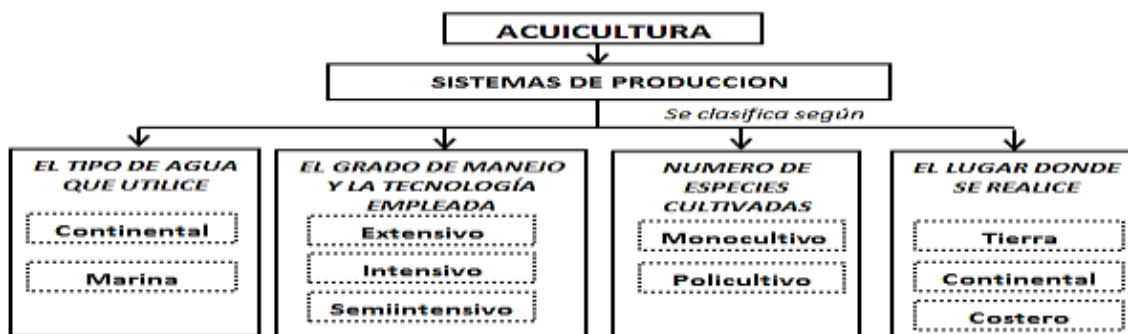 ACUICULTURA
SISTEMAS DE PRODUCCION
Se clasifica según
EL TIPO DE AGUA
QUE UTILICE
Continental
Marina
EL GRADO DE MANEJO
Y LA TECNOLOGÍA
EMPLEADA
Extensivo
Intensivo
Semiintensivo
NUMERO DE
ESPECIES
CULTIVADAS
Monocultivo
Policultivo
EL LUGAR DONDE
SE REALICE
Tierra
Continental
Costero